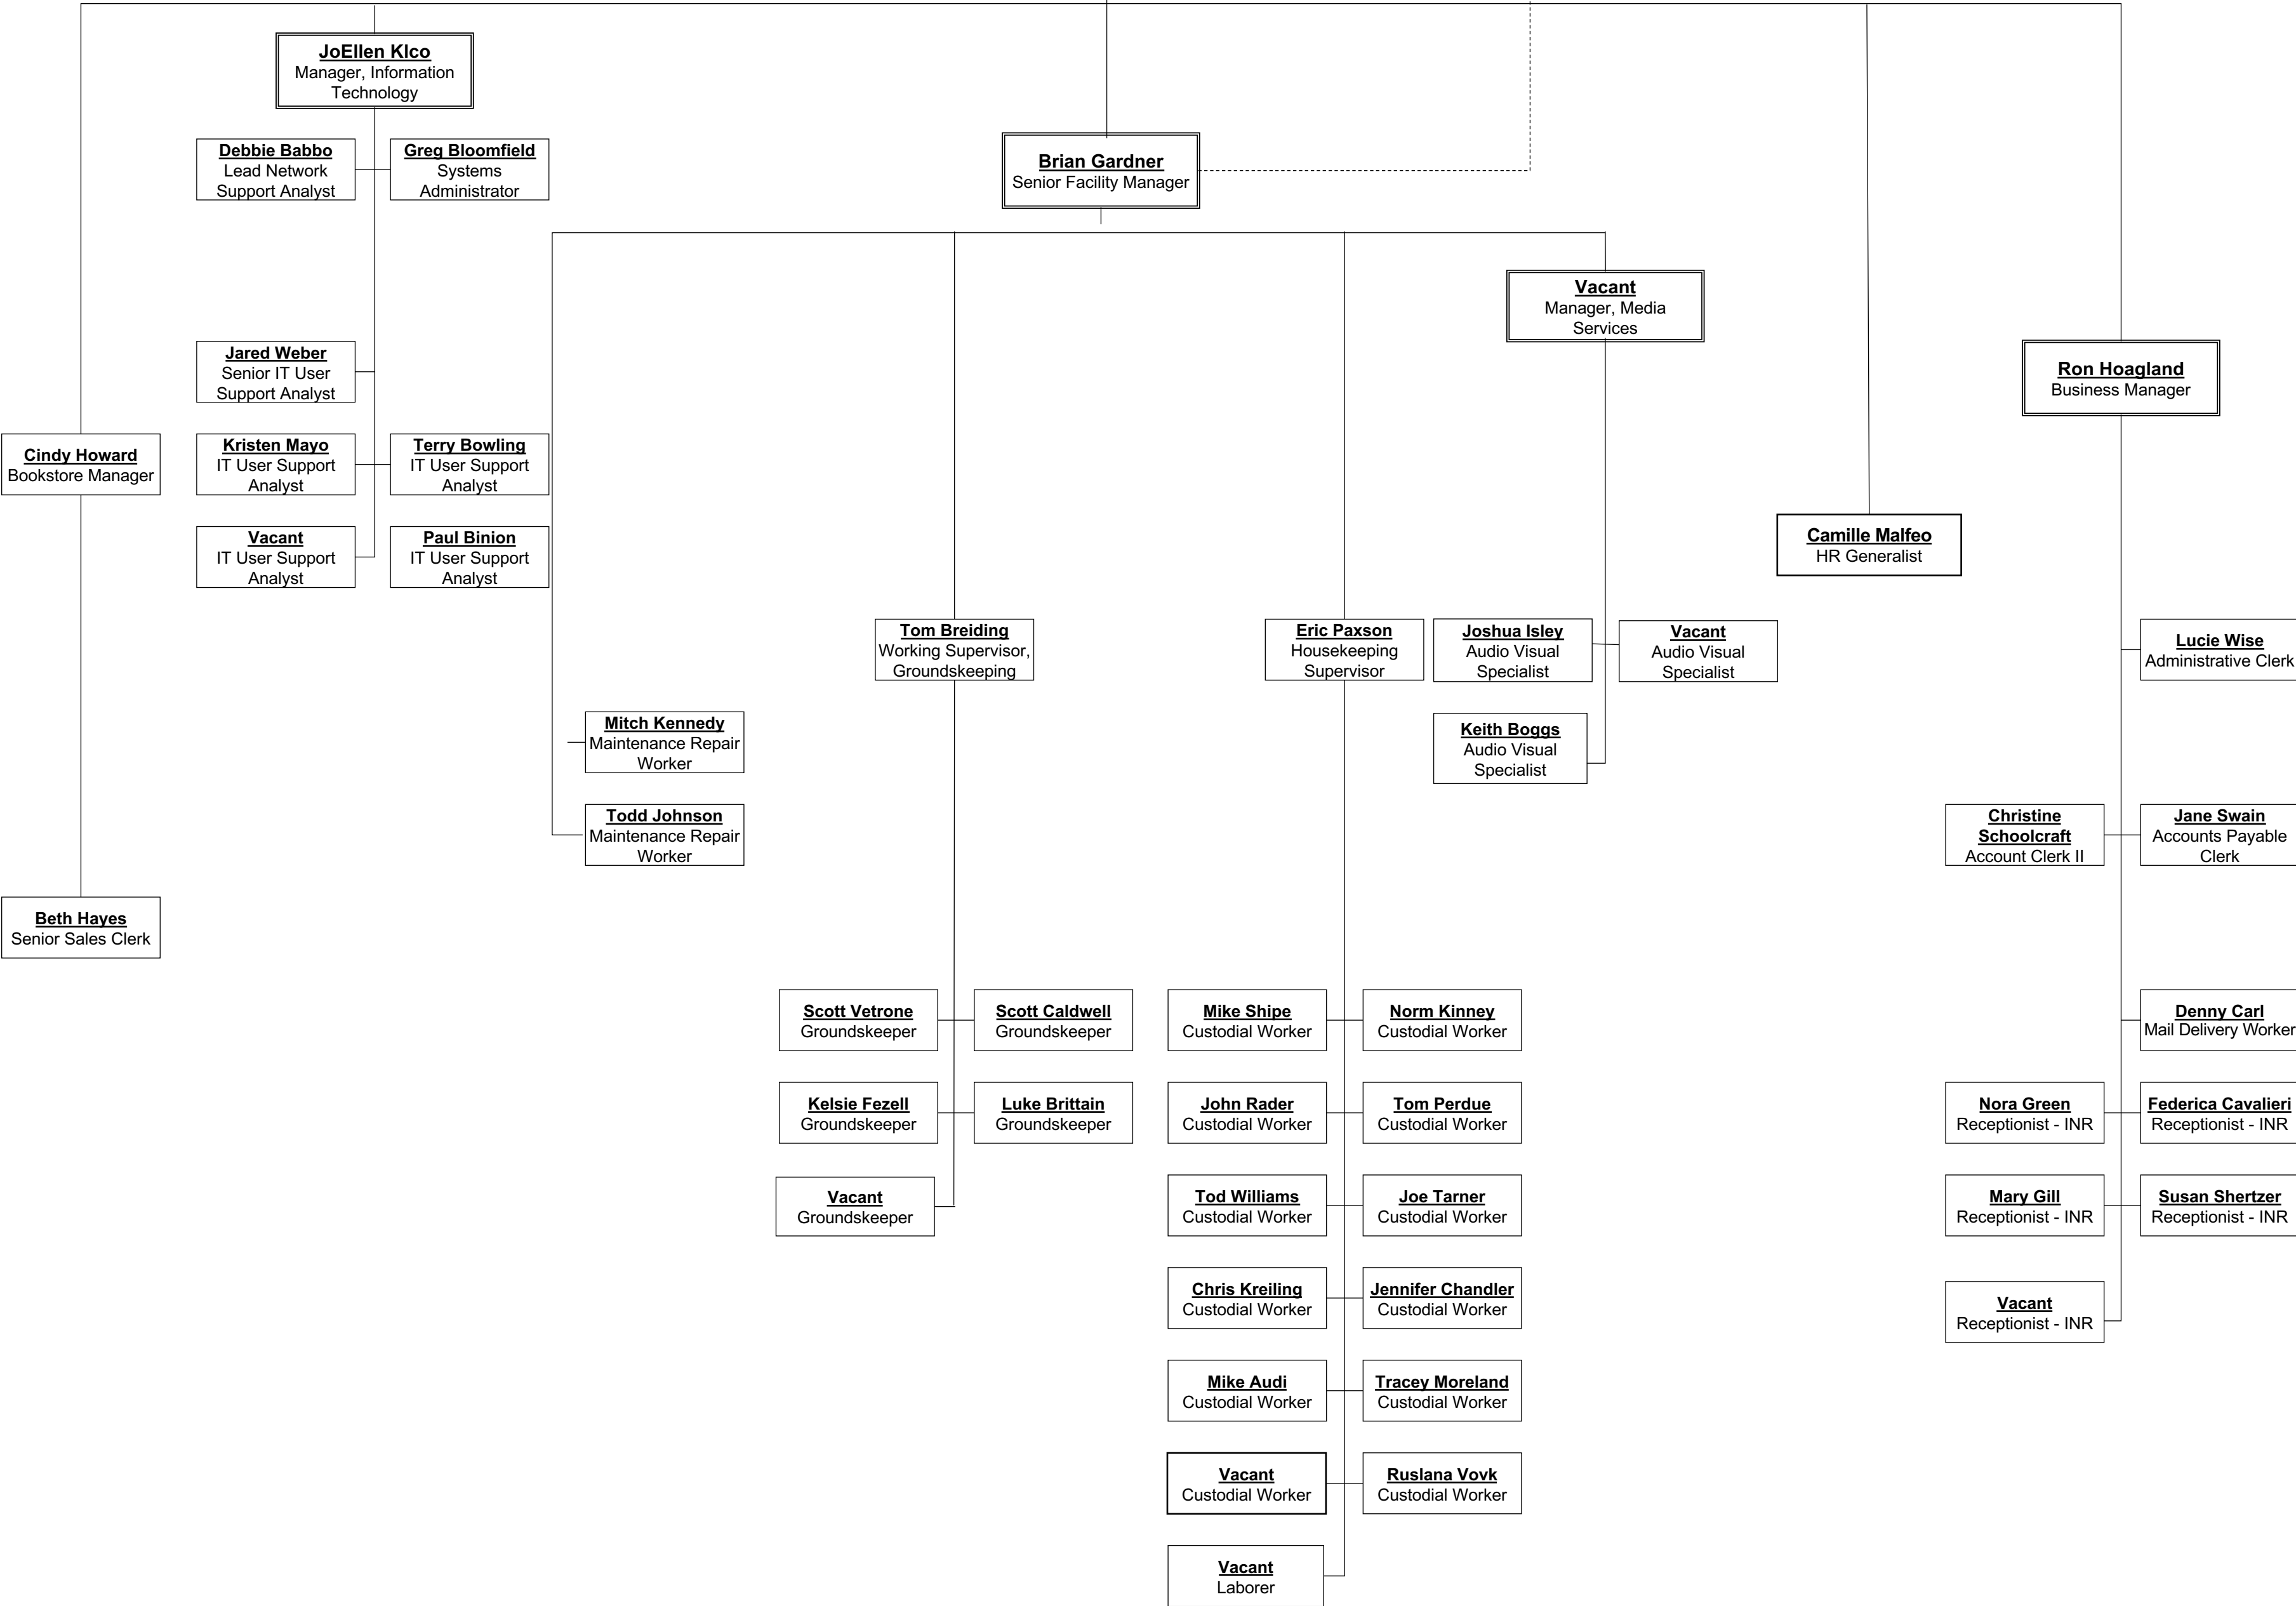 JoEllen Klco
Manager, Information
Technology
Debbie Babbo
Lead Network
Support Analyst
Greg Bloomfield
Systems
Administrator
Brian Gardner
Senior Facility Manager
Vacant
Manager, Media
Services
Jared Weber
Senior IT User
Support Analyst
Ron Hoagland
Business Manager
Cindy Howard
Bookstore Manager
Kristen Mayo
IT User Support
Analyst
Terry Bowling
IT User Support
Analyst
Vacant
IT User Support
Analyst
Paul Binion
IT User Support
Analyst
Camille Malfeo
HR Generalist
Tom Breiding
Working Supervisor,
Groundskeeping
Eric Paxson
Housekeeping
Supervisor
Joshua Isley
Audio Visual
Specialist
Vacant
Audio Visual
Specialist
Lucie Wise
Administrative Clerk
Mitch Kennedy
Maintenance Repair
Worker
Keith Boggs
Audio Visual
Specialist
Todd Johnson
Maintenance Repair
Worker
Christine
Schoolcraft
Account Clerk II
Jane Swain
Accounts Payable
Clerk
Beth Hayes
Senior Sales Clerk
Scott Vetrone
Groundskeeper
Scott Caldwell
Groundskeeper
Mike Shipe
Custodial Worker
Norm Kinney
Custodial Worker
Denny Carl
Mail Delivery Worker
Kelsie Fezell
Groundskeeper
Luke Brittain
Groundskeeper
John Rader
Custodial Worker
Tom Perdue
Custodial Worker
Nora Green
Receptionist - INR
Federica Cavalieri
Receptionist - INR
Vacant
Groundskeeper
Tod Williams
Custodial Worker
Joe Tarner
Custodial Worker
Mary Gill
Receptionist - INR
Susan Shertzer
Receptionist - INR
Chris Kreiling
Custodial Worker
Jennifer Chandler
Custodial Worker
Vacant
Receptionist - INR
Mike Audi
Custodial Worker
Tracey Moreland
Custodial Worker
Vacant
Custodial Worker
Ruslana Vovk
Custodial Worker
Vacant
Laborer